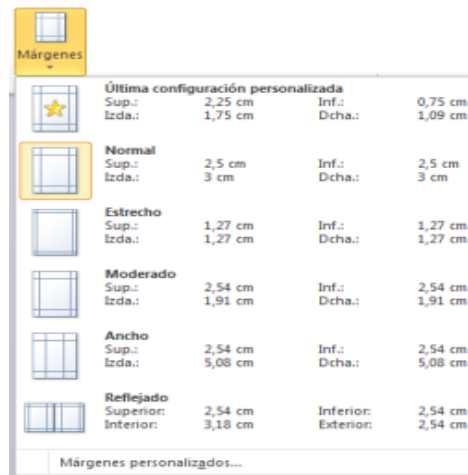 Márgenes
Última configuración personalizada
Sup.: 2,25 cm Inf.: 0,75 cm
Izda.: 1,75 cm Dcha.: 1,09 cm
Normal
Sup.: 2,5 cm Inf.: 2,5 cm
Izda.: 3 cm Dcha.: 3 cm
Estrecho
Sup.: 1,27 cm Inf.: 1,27 cm
Izda.: 1,27 cm Dcha.: 1,27 cm
Moderado
Sup.: 2,54 cm Inf.: 2,54 cm
Izda.: 1,91 cm Dcha.: 1,91 cm
Ancho
Sup.: 2,54 cm Inf.: 2,54 cm
Izda.: 5,08 cm Dcha.: 5,08 cm
Reflejado
Superior: 2,54 cm Inferior: 2,54 cm
Interior: 3,18 cm Exterior: 2,54 cm
Márgenes personalizados...